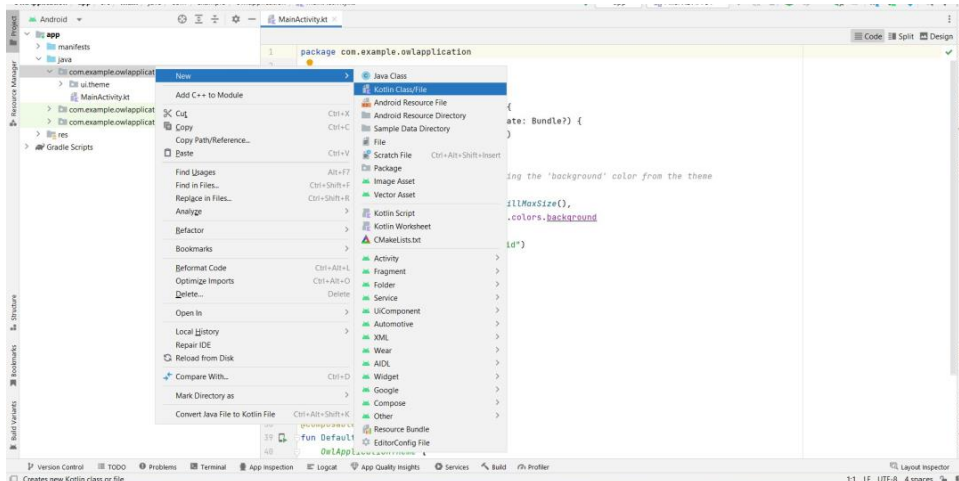 Project
Android
MainActivity.kt
Code Split Design
app
manifests
java
com.example.owlapplicat
ui.theme
MainActivity.kt
com.example.owlapplicat
com.example.owlapplicat
res
Gradle Scripts
Resource Manager
Structure
Bookmarks
Build Variants
1 package com.example.owlapplication
New
Add C++ to Module
Cut Ctrl+X
Copy Ctrl+C
Copy Path/Reference...
Paste Ctrl+V
Find Usages Alt+F7
Find in Files... Ctrl+Shift+F
Replace in Files... Ctrl+Shift+R
Analyze
Refactor
Bookmarks
Reformat Code Ctrl+Alt+L
Optimize Imports Ctrl+Alt+O
Delete... Delete
Open In
Local History
Repair IDE
Reload from Disk
Compare With... Ctrl+D
Mark Directory as
Convert Java File to Kotlin File Ctrl+Alt+Shift+K
Java Class
Kotlin Class/File
Android Resource File
Android Resource Directory
Sample Data Directory
File
Scratch File Ctrl+Alt+Shift+Insert
Package
Image Asset
Vector Asset
Kotlin Script
Kotlin Worksheet
CMakeLists.txt
Activity
Fragment
Folder
Service
UiComponent
Automotive
XML
Wear
AIDL
Widget
Google
Compose
Other
Resource Bundle
EditorConfig File
{
ate: Bundle?) {
)
ing the 'background' color from the theme
illMaxSize(),
.colors.background
id")
39 fun Default
40 OwlApplicationTheme {
Version Control TODO Problems Terminal App Inspection Logcat App Quality Insights Services Build Profiler Layout Inspector
Creates new Kotlin class or file 1:1 LF UTF-8 4 spaces